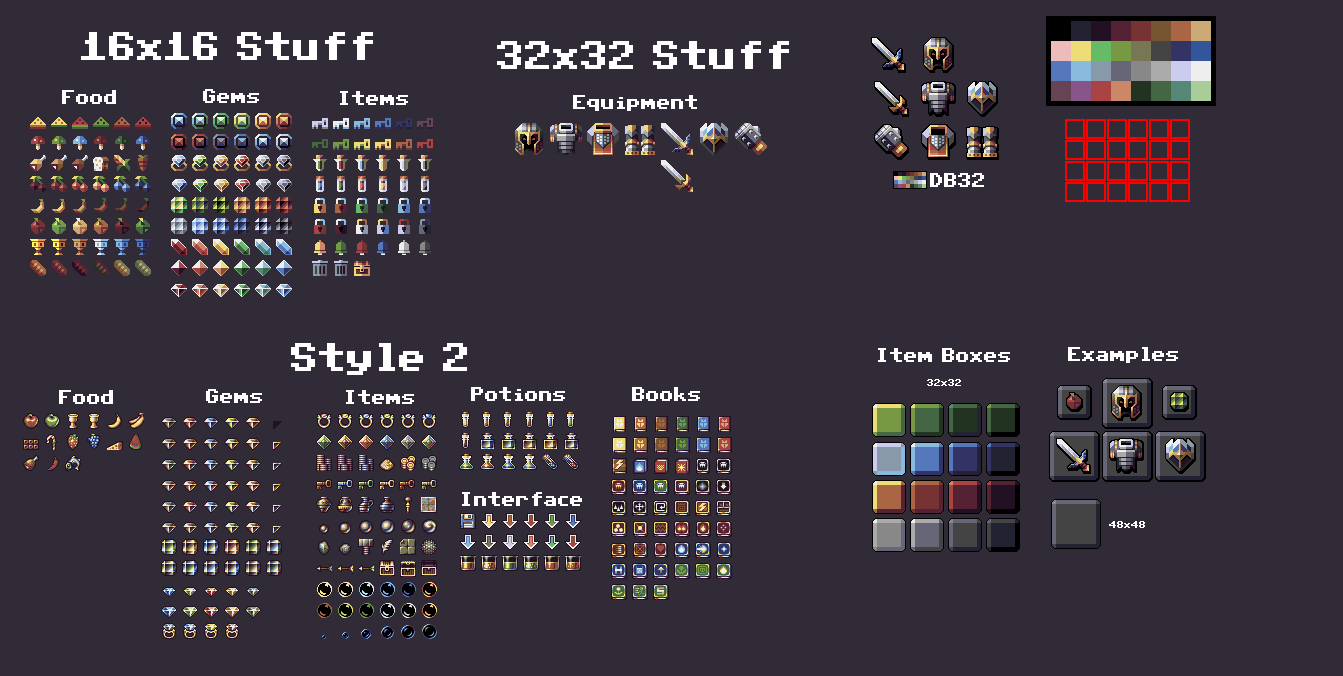 16x16 Stuff
32x32 Stuff
Food
Gems
Items
Equipment
DB32
Style 2
Food
Gems
Items
Potions
Books
Interface
Item Boxes
32x32
Examples
48x48